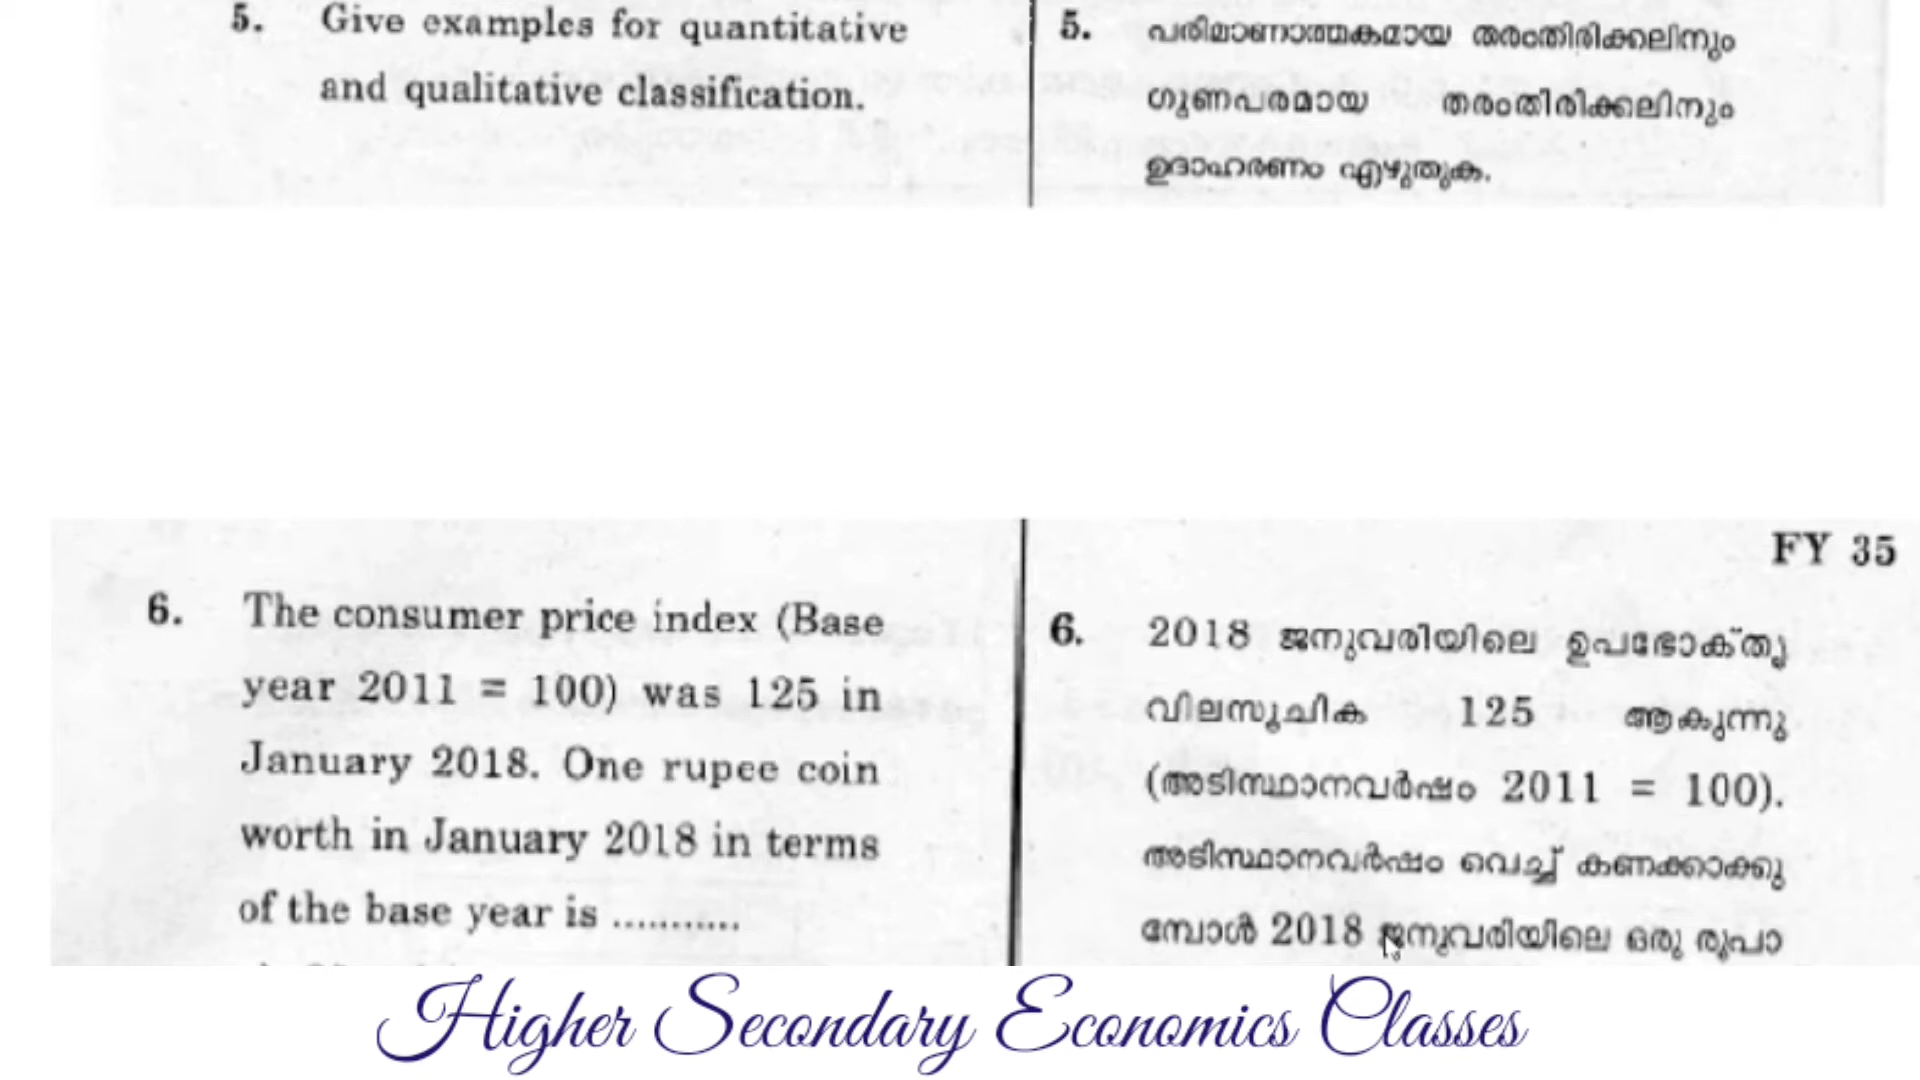 5. Give examples for quantitative
and qualitative classification.
5. പരിമാണാത്മകമായ തരംതിരിക്കലിനും
ഗുണപരമായ തരംതിരിക്കലിനും
ഉദാഹരണം എഴുതുക.
FY 35
6. The consumer price index (Base
year 2011 = 100) was 125 in
January 2018. One rupee coin
worth in January 2018 in terms
of the base year is ...........
6. 2018 ജനുവരിയിലെ ഉപഭോക്തൃ
വിലസൂചിക 125 ആകുന്നു
(അടിസ്ഥാനവർഷം 2011 = 100).
അടിസ്ഥാനവർഷം വെച്ച് കണക്കാക്കു
മ്പോൾ 2018 ജനുവരിയിലെ ഒരു രൂപാ
Higher Secondary Economics Classes